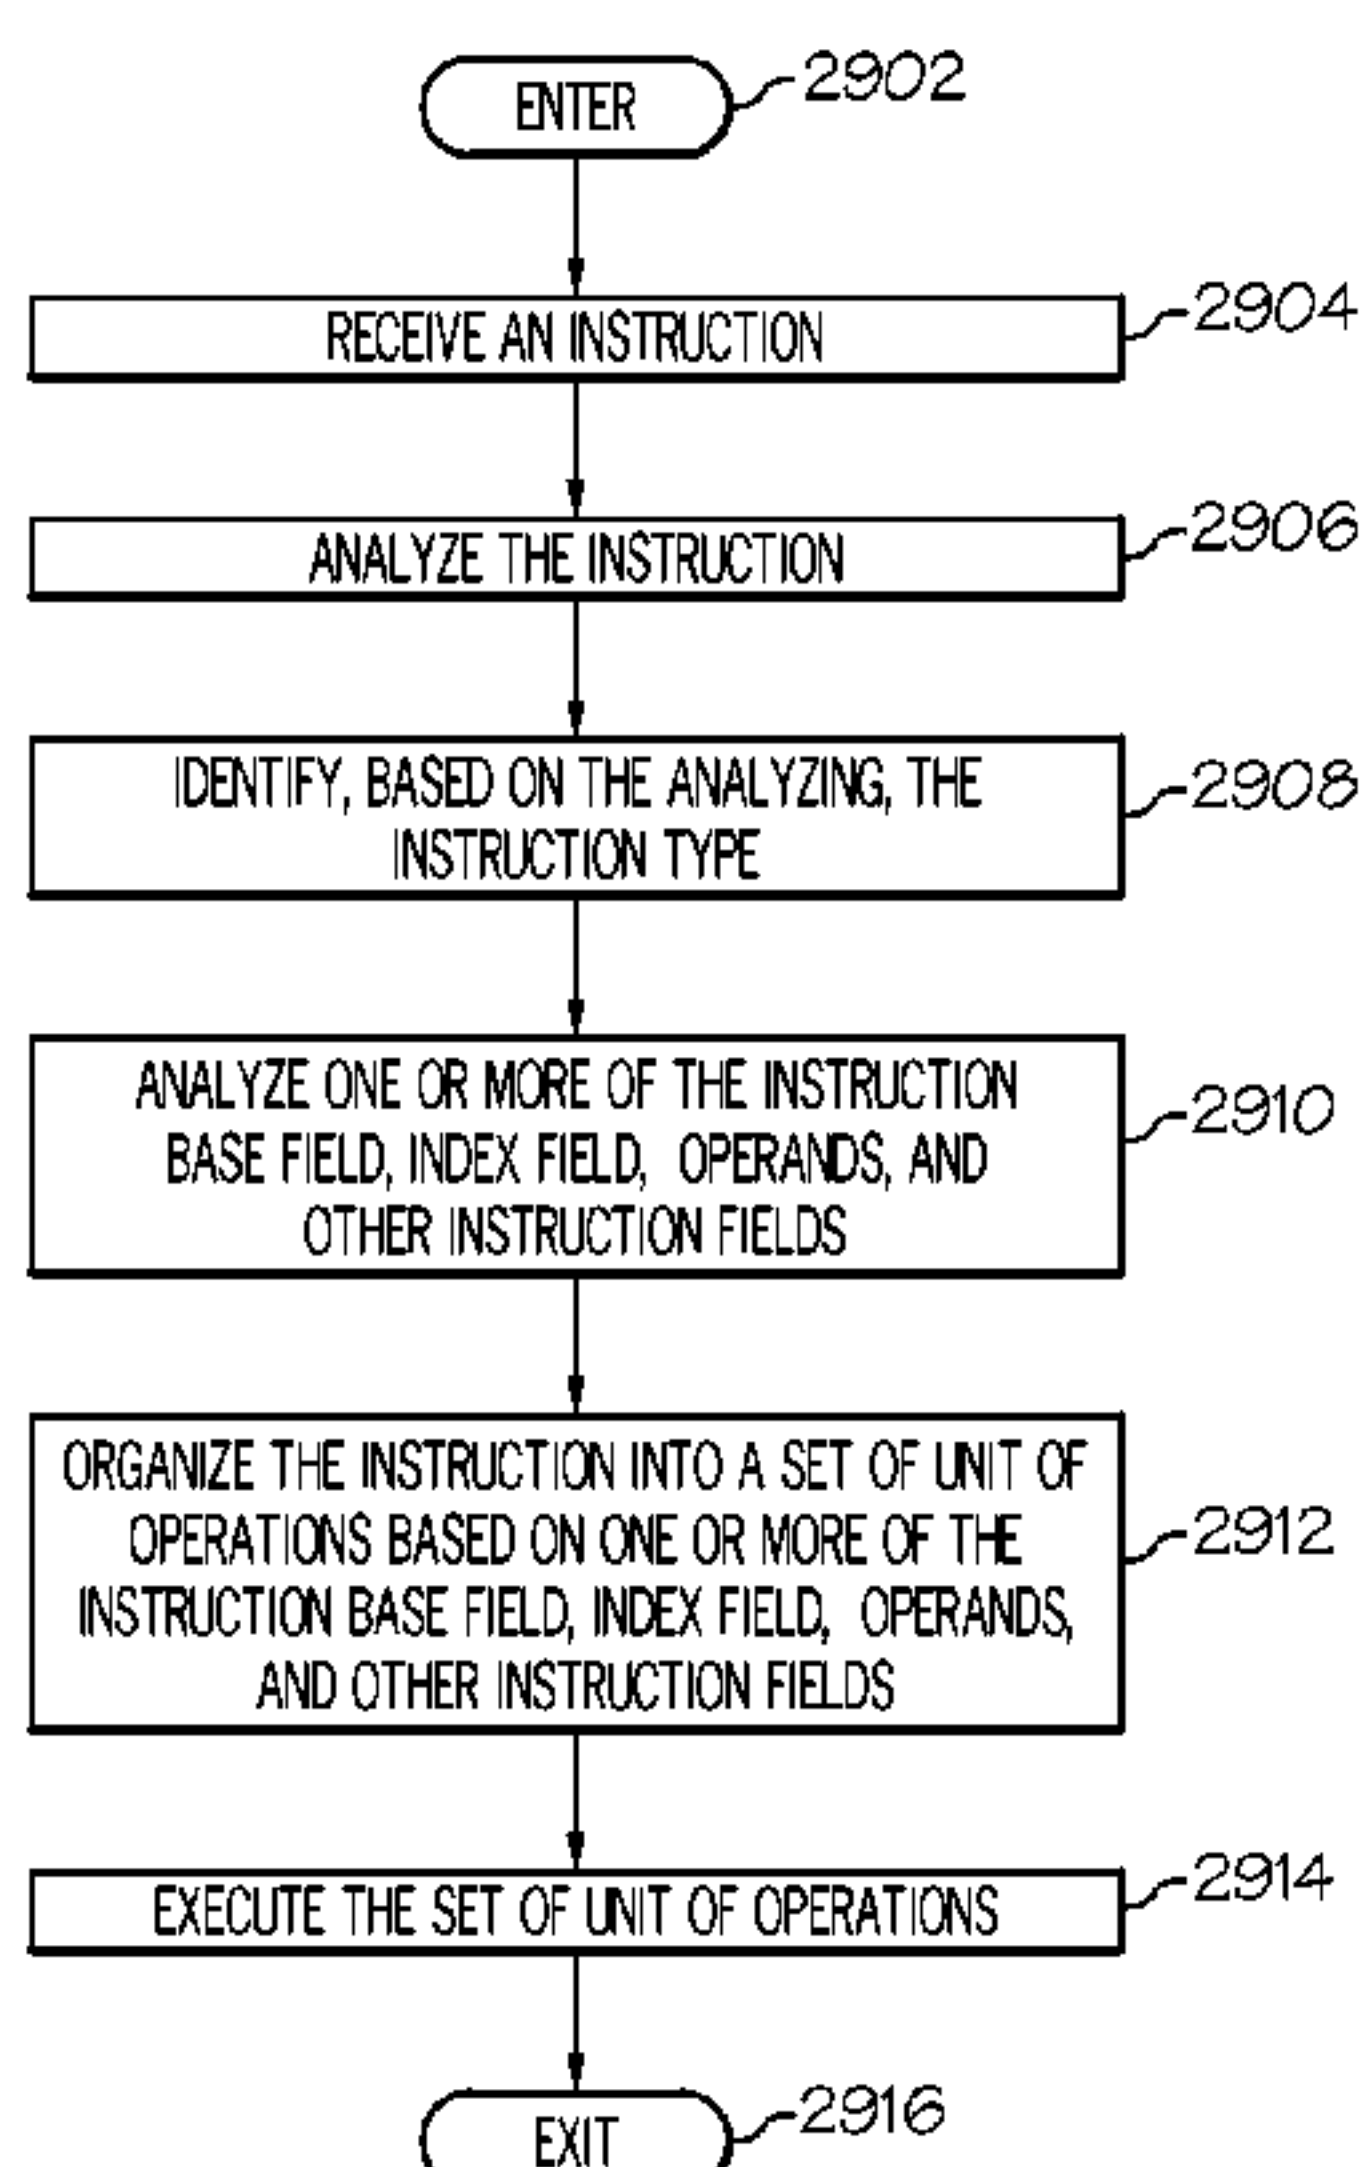 ENTER
2902
RECEIVE AN INSTRUCTION
2904
ANALYZE THE INSTRUCTION
2906
IDENTIFY, BASED ON THE ANALYZING, THE
INSTRUCTION TYPE
2908
ANALYZE ONE OR MORE OF THE INSTRUCTION
BASE FIELD, INDEX FIELD, OPERANDS, AND
OTHER INSTRUCTION FIELDS
2910
ORGANIZE THE INSTRUCTION INTO A SET OF UNIT OF
OPERATIONS BASED ON ONE OR MORE OF THE
INSTRUCTION BASE FIELD, INDEX FIELD, OPERANDS,
AND OTHER INSTRUCTION FIELDS
2912
EXECUTE THE SET OF UNIT OF OPERATIONS
2914
EXIT
2916